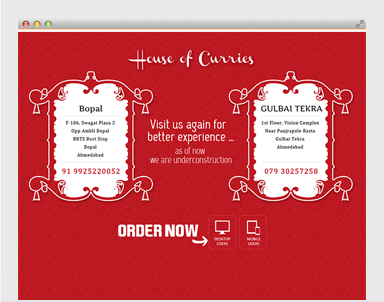 House of Curries
Bopal
F-106, Swagat Plaza 2
Opp Ambli Bopal
BRTS Bust Stop
Bopal
Ahmedabad
91 9925220052
Visit us again for
better experience ...
as of now
we are underconstruction
GULBAI TEKRA
1st Floor, Vision Complex
Near Panjrapole Rasta
Gulbai Tekra
Ahmedabad
079 30257258
ORDER NOW
DESKTOP
USERS
MOBILE
USERS